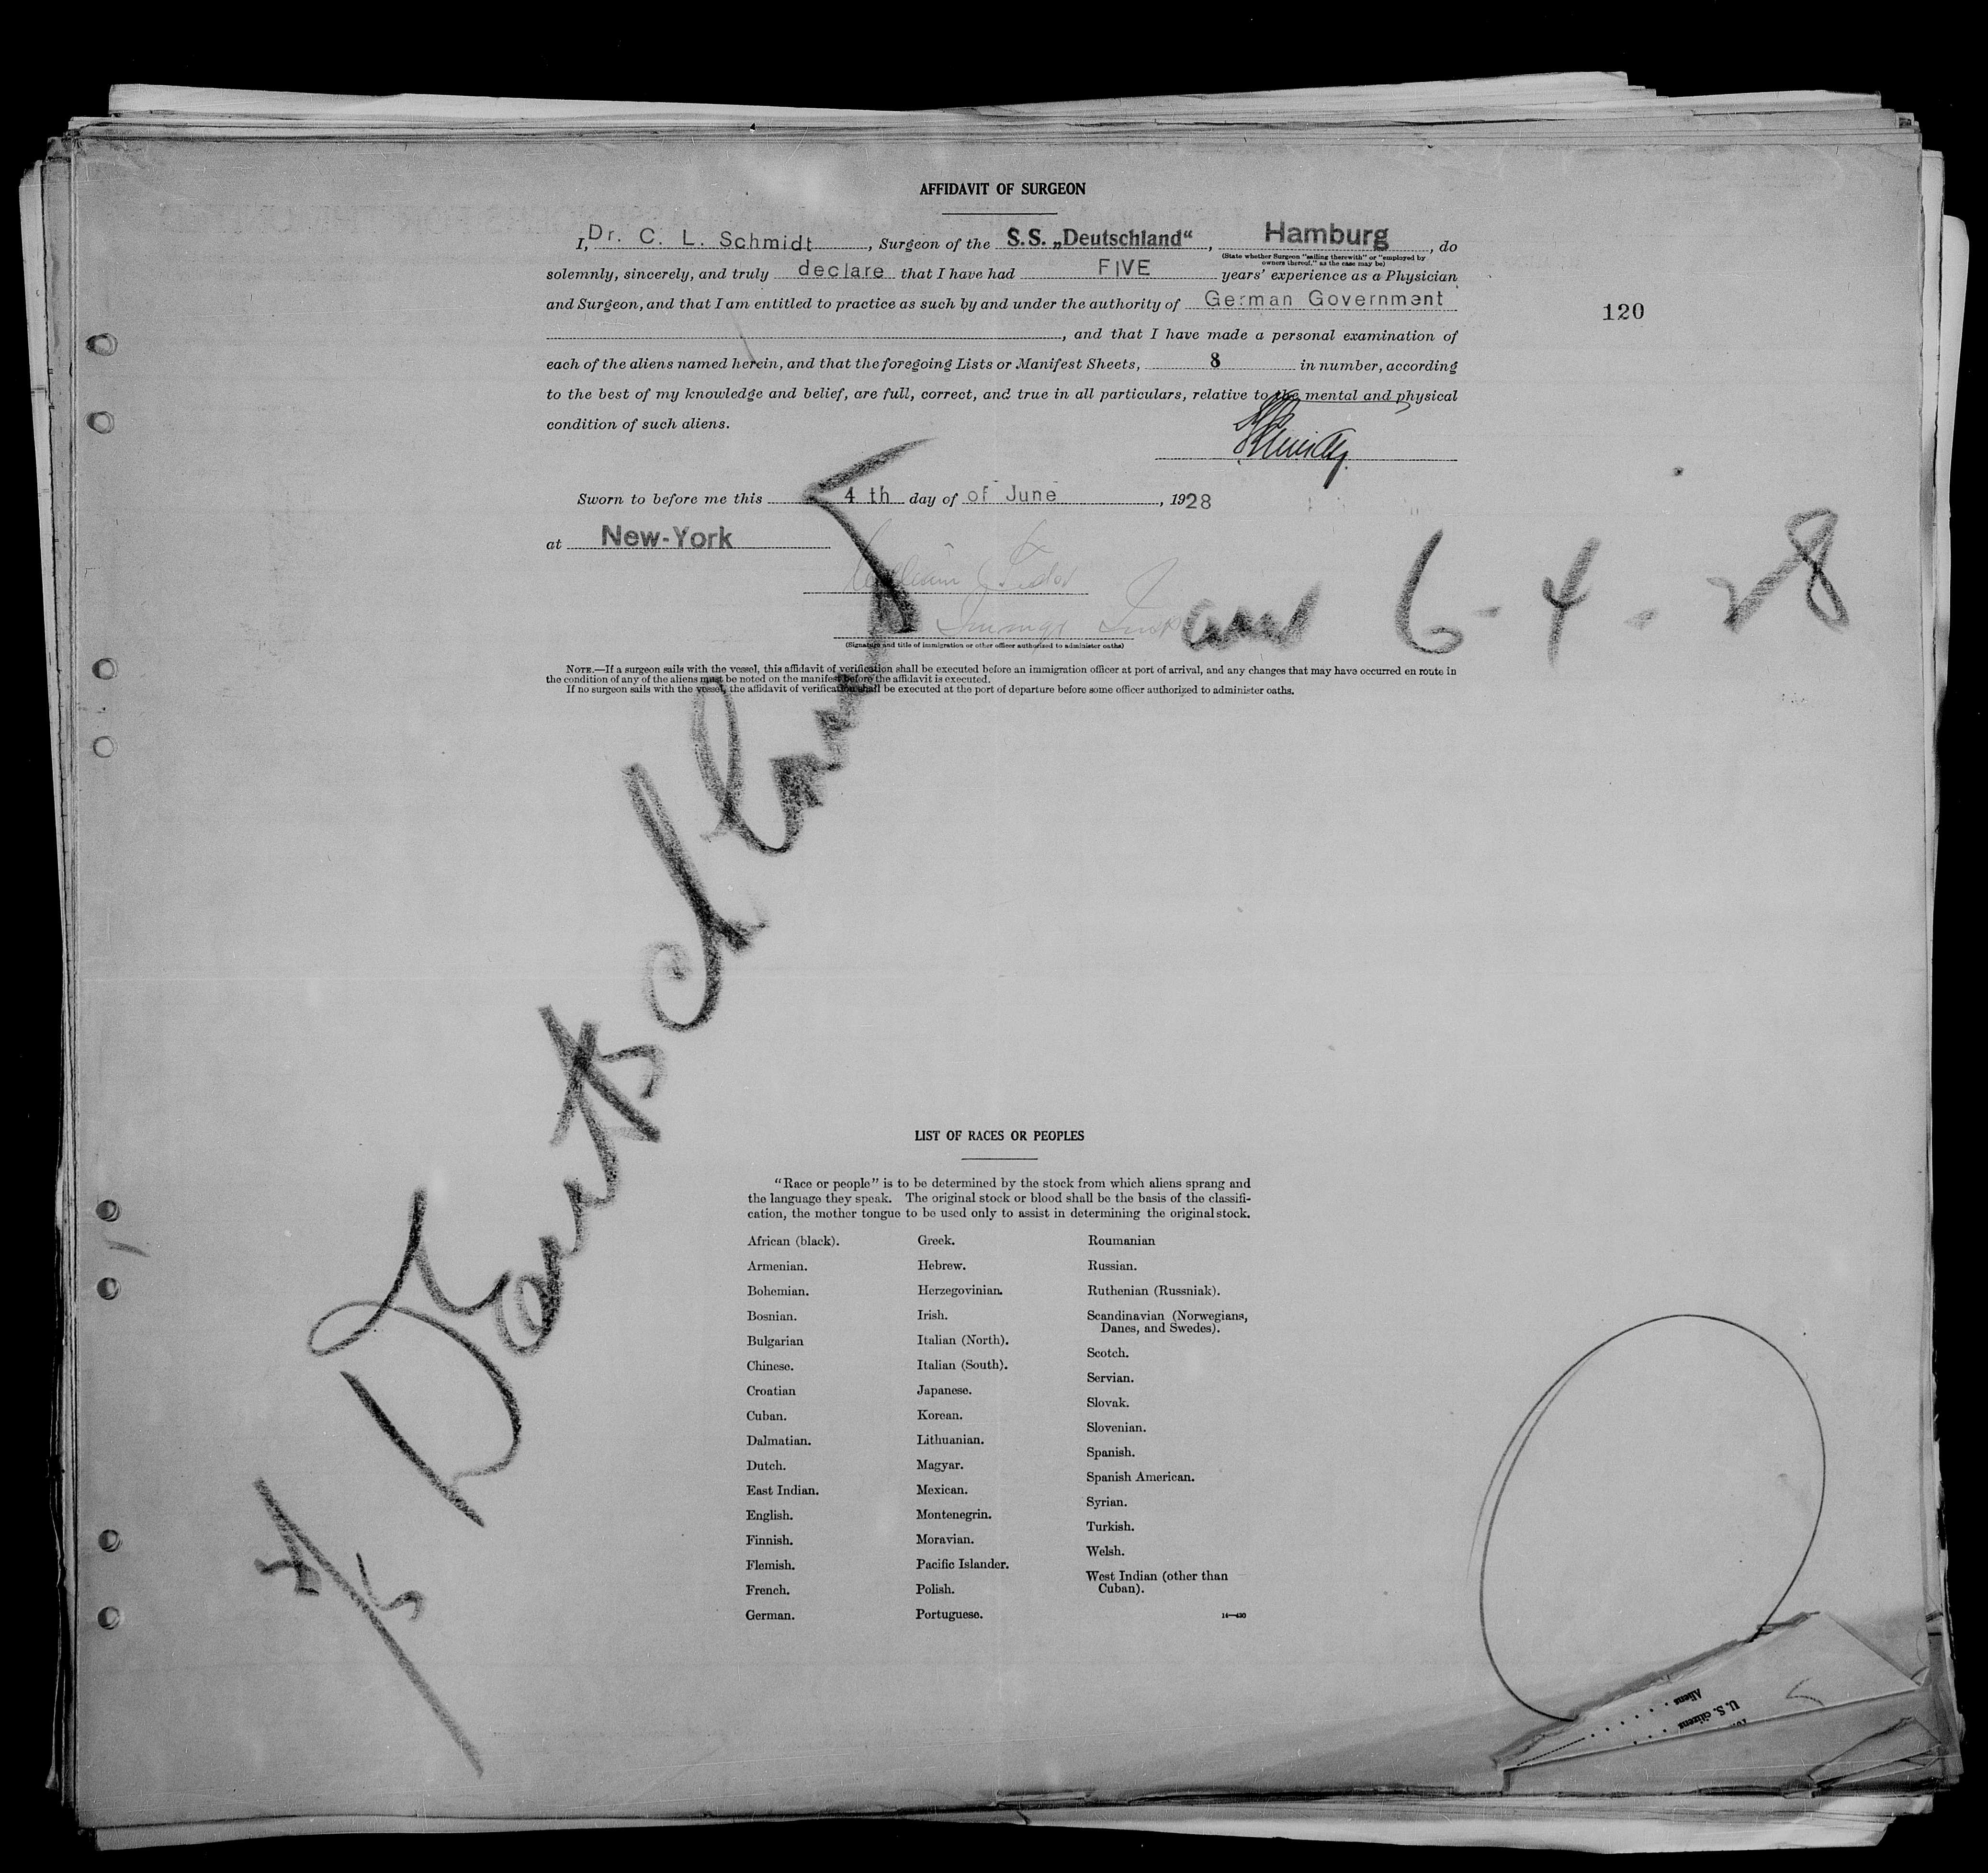 AFFIDAVIT OF SURGEON
I, Dr. C. L. Schmidt, Surgeon of the S.S. „Deutschland“, Hamburg, do
(State whether Surgeon "sailing therewith" or "employed by
owners thereof," as the case may be)
solemnly, sincerely, and truly declare that I have had FIVE years' experience as a Physician
and Surgeon, and that I am entitled to practice as such by and under the authority of German Government
, and that I have made a personal examination of
120
each of the aliens named herein, and that the foregoing Lists or Manifest Sheets, 8 in number, according
to the best of my knowledge and belief, are full, correct, and true in all particulars, relative to the mental and physical
condition of such aliens.
Sworn to before me this 4 th day of of June, 1928
at New-York
William
arr 6-4-28
(Signature and title of immigration or other officer authorized to administer oaths)
NOTE.—If a surgeon sails with the vessel, this affidavit of verification shall be executed before an immigration officer at port of arrival, and any changes that may have occurred en route in
the condition of any of the aliens must be noted on the manifest before the affidavit is executed.
If no surgeon sails with the vessel, the affidavit of verification shall be executed at the port of departure before some officer authorized to administer oaths.
S/S Deutschland
LIST OF RACES OR PEOPLES
"Race or people" is to be determined by the stock from which aliens sprang and
the language they speak. The original stock or blood shall be the basis of the classifi-
cation, the mother tongue to be used only to assist in determining the original stock.
African (black).
Armenian.
Bohemian.
Bosnian.
Bulgarian
Chinese.
Croatian
Cuban.
Dalmatian.
Dutch.
East Indian.
English.
Finnish.
Flemish.
French.
German.
Greek.
Hebrew.
Herzegovinian.
Irish.
Italian (North).
Italian (South).
Japanese.
Korean.
Lithuanian.
Magyar.
Mexican.
Montenegrin.
Moravian.
Pacific Islander.
Polish.
Portuguese.
Roumanian
Russian.
Ruthenian (Russniak).
Scandinavian (Norwegians,
Danes, and Swedes).
Scotch.
Servian.
Slovak.
Slovenian.
Spanish.
Spanish American.
Syrian.
Turkish.
Welsh.
West Indian (other than
Cuban).
14—430
Aliens
U. S. citizens